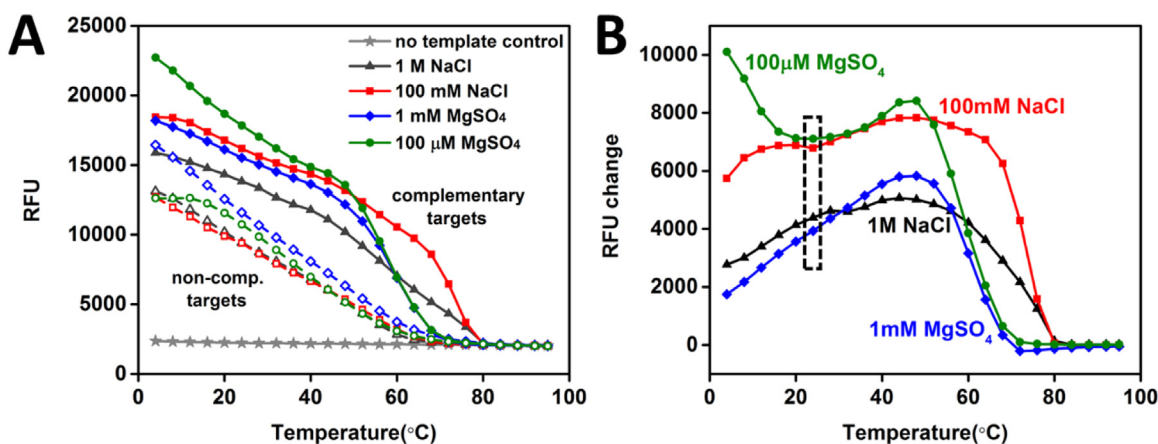 A
RFU
25000
20000
15000
10000
5000
0
no template control
1 M NaCl
100 mM NaCl
1 mM MgSO₄
100 μM MgSO₄
complementary
targets
non-comp.
targets
0 20 40 60 80 100
Temperature(°C)
B
RFU change
10000
8000
6000
4000
2000
0
100μM MgSO₄
100mM NaCl
1M NaCl
1mM MgSO₄
0 20 40 60 80 100
Temperature(°C)